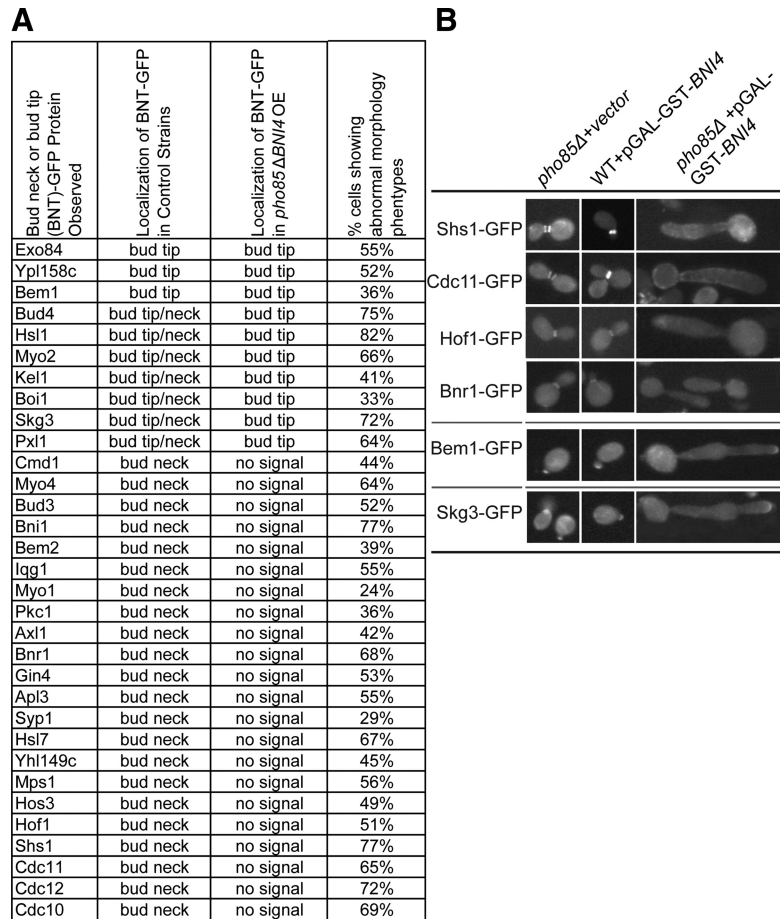 A
B
Bud neck or bud tip
(BNT)-GFP Protein
Observed
Localization of BNT-GFP
in Control Strains
Localization of BNT-GFP
in pho85ΔBNI4 OE
% cells showing
abnormal morphology
phentypes
Exo84 bud tip bud tip 55%
Ypl158c bud tip bud tip 52%
Bem1 bud tip bud tip 36%
Bud4 bud tip/neck bud tip 75%
Hsl1 bud tip/neck bud tip 82%
Myo2 bud tip/neck bud tip 66%
Kel1 bud tip/neck bud tip 41%
Boi1 bud tip/neck bud tip 33%
Skg3 bud tip/neck bud tip 72%
Pxl1 bud tip/neck bud tip 64%
Cmd1 bud neck no signal 44%
Myo4 bud neck no signal 64%
Bud3 bud neck no signal 52%
Bni1 bud neck no signal 77%
Bem2 bud neck no signal 39%
Iqg1 bud neck no signal 55%
Myo1 bud neck no signal 24%
Pkc1 bud neck no signal 36%
Axl1 bud neck no signal 42%
Bnr1 bud neck no signal 68%
Gin4 bud neck no signal 53%
Apl3 bud neck no signal 55%
Syp1 bud neck no signal 29%
Hsl7 bud neck no signal 67%
Yhl149c bud neck no signal 45%
Mps1 bud neck no signal 56%
Hos3 bud neck no signal 49%
Hof1 bud neck no signal 51%
Shs1 bud neck no signal 77%
Cdc11 bud neck no signal 65%
Cdc12 bud neck no signal 72%
Cdc10 bud neck no signal 69%
pho85Δ+vector
WT+pGAL-GST-BNI4
pho85Δ +pGAL-
GST-BNI4
Shs1-GFP
Cdc11-GFP
Hof1-GFP
Bnr1-GFP
Bem1-GFP
Skg3-GFP